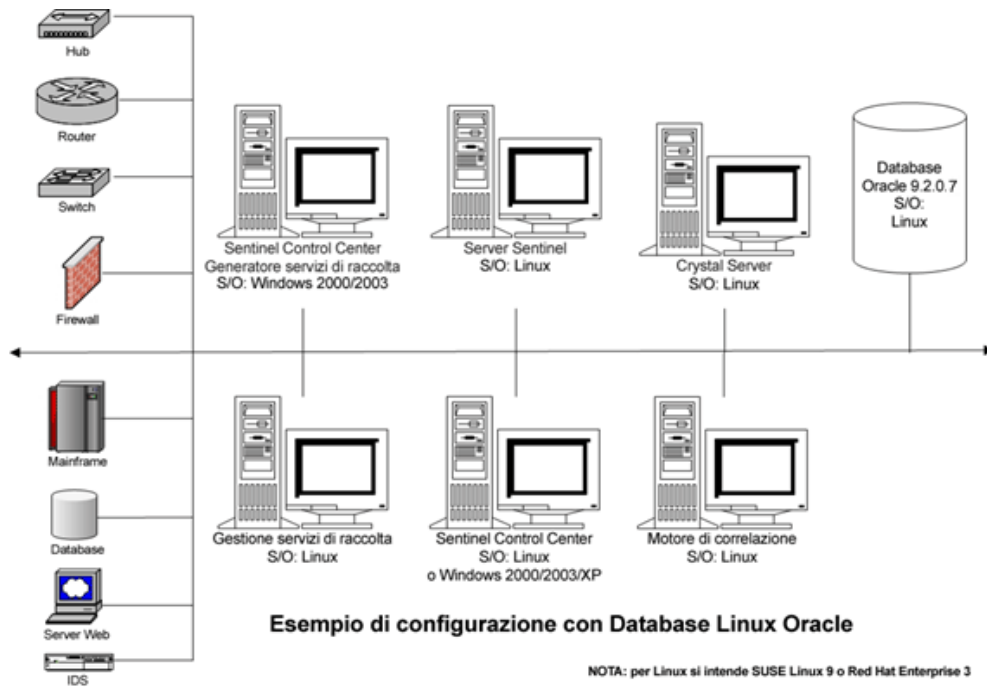 Hub
Router
Switch
Firewall
Mainframe
Database
Server Web
IDS
Sentinel Control Center
Generatore servizi di raccolta
S/O: Windows 2000/2003
Server Sentinel
S/O: Linux
Crystal Server
S/O: Linux
Database
Oracle 9.2.0.7
S/O:
Linux
Gestione servizi di raccolta
S/O: Linux
Sentinel Control Center
S/O: Linux
o Windows 2000/2003/XP
Motore di correlazione
S/O: Linux
Esempio di configurazione con Database Linux Oracle
NOTA: per Linux si intende SUSE Linux 9 o Red Hat Enterprise 3